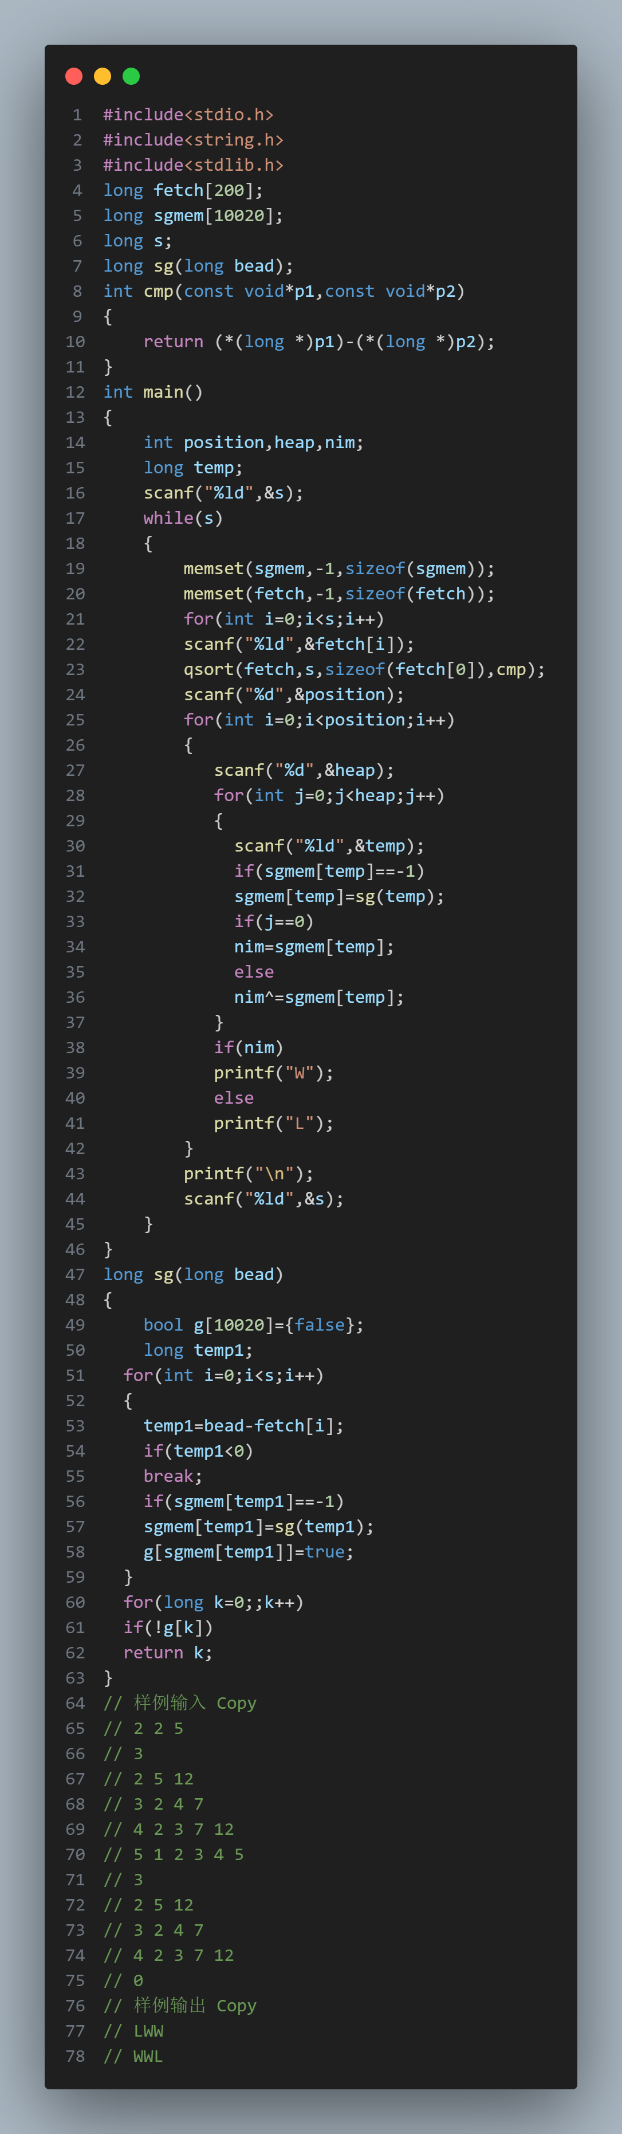 1 #include<stdio.h>
2 #include<string.h>
3 #include<stdlib.h>
4 long fetch[200];
5 long sgmem[10020];
6 long s;
7 long sg(long bead);
8 int cmp(const void*p1,const void*p2)
9 {
10     return (*(long *)p1)-(*(long *)p2);
11 }
12 int main()
13 {
14     int position,heap,nim;
15     long temp;
16     scanf("%ld",&s);
17     while(s)
18     {
19         memset(sgmem,-1,sizeof(sgmem));
20         memset(fetch,-1,sizeof(fetch));
21         for(int i=0;i<s;i++)
22         scanf("%ld",&fetch[i]);
23         qsort(fetch,s,sizeof(fetch[0]),cmp);
24         scanf("%d",&position);
25         for(int i=0;i<position;i++)
26         {
27            scanf("%d",&heap);
28            for(int j=0;j<heap;j++)
29            {
30              scanf("%ld",&temp);
31              if(sgmem[temp]==-1)
32              sgmem[temp]=sg(temp);
33              if(j==0)
34              nim=sgmem[temp];
35              else
36              nim^=sgmem[temp];
37            }
38            if(nim)
39            printf("W");
40            else
41            printf("L");
42         }
43         printf("\n");
44         scanf("%ld",&s);
45     }
46 }
47 long sg(long bead)
48 {
49     bool g[10020]={false};
50     long temp1;
51   for(int i=0;i<s;i++)
52   {
53     temp1=bead-fetch[i];
54     if(temp1<0)
55     break;
56     if(sgmem[temp1]==-1)
57     sgmem[temp1]=sg(temp1);
58     g[sgmem[temp1]]=true;
59   }
60   for(long k=0;;k++)
61   if(!g[k])
62   return k;
63 }
64 // 样例输入 Copy
65 // 2 2 5
66 // 3
67 // 2 5 12
68 // 3 2 4 7
69 // 4 2 3 7 12
70 // 5 1 2 3 4 5
71 // 3
72 // 2 5 12
73 // 3 2 4 7
74 // 4 2 3 7 12
75 // 0
76 // 样例输出 Copy
77 // LWW
78 // WWL